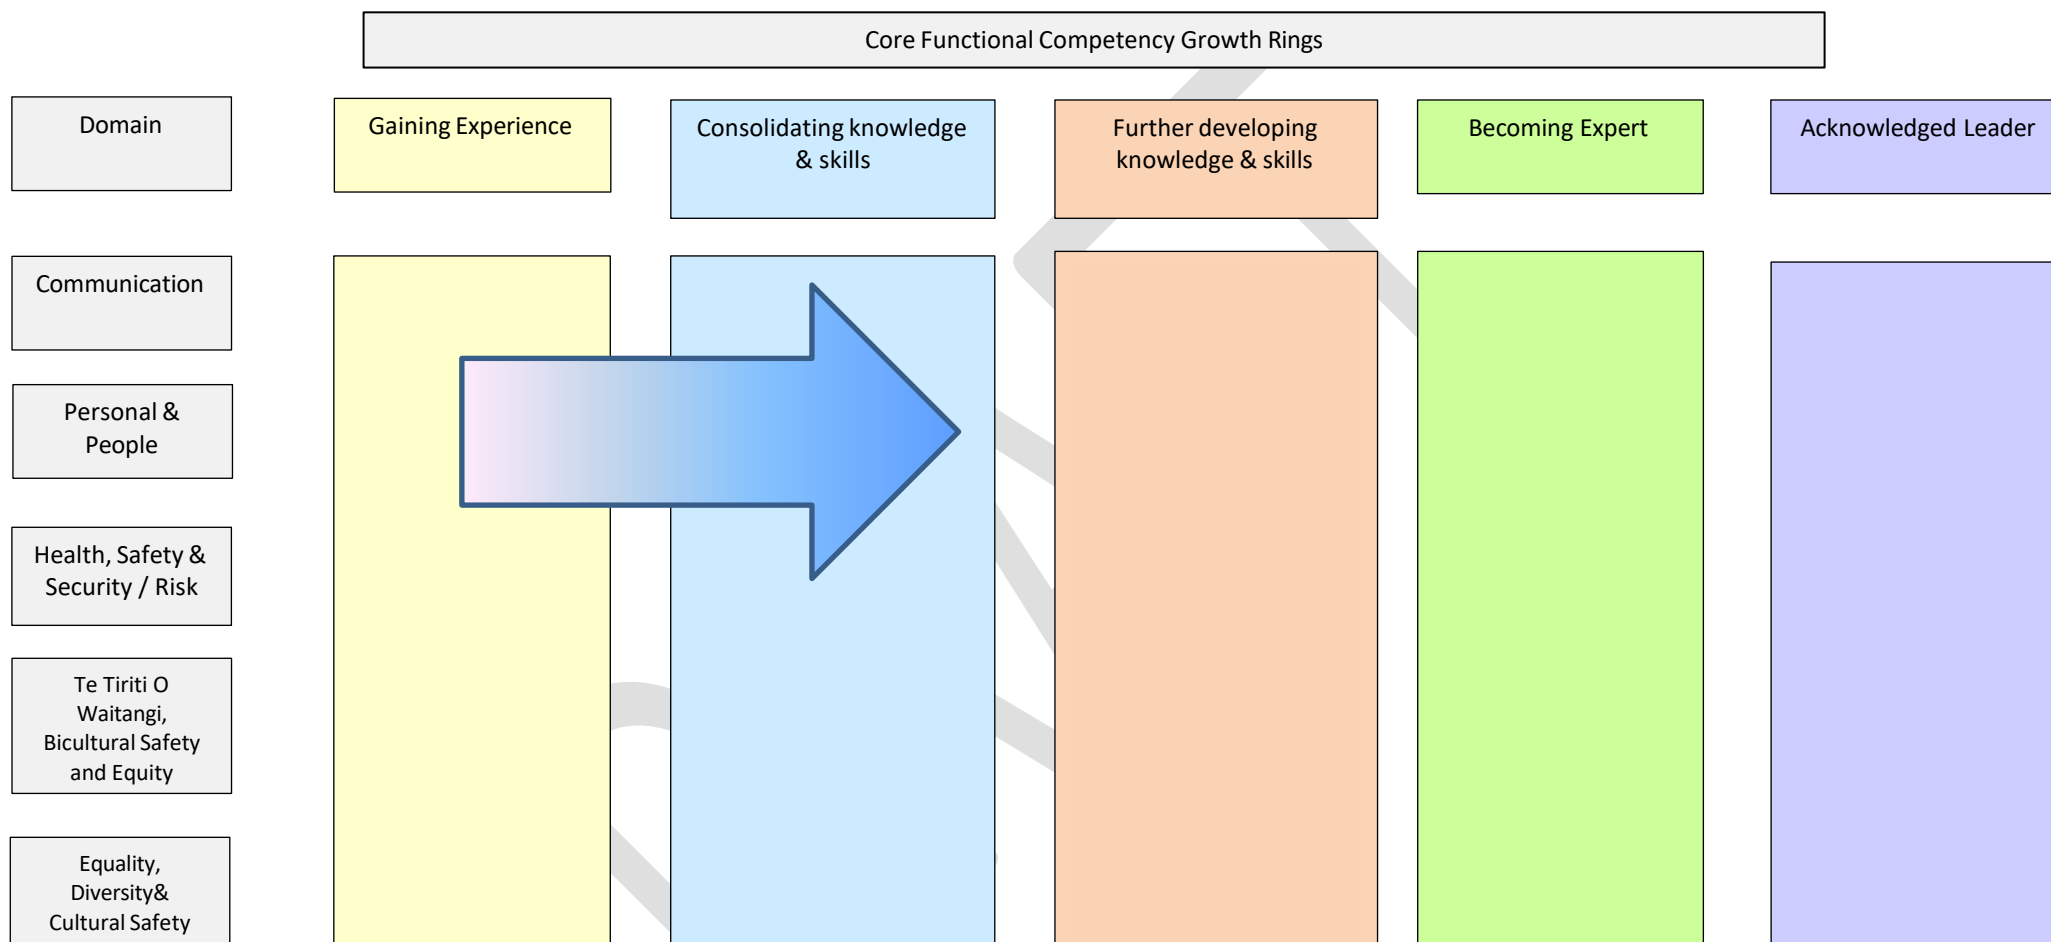 Core Functional Competency Growth Rings
Domain
Gaining Experience
Consolidating knowledge
& skills
Further developing
knowledge & skills
Becoming Expert
Acknowledged Leader
Communication
Personal &
People
Health, Safety &
Security / Risk
Te Tiriti O
Waitangi,
Bicultural Safety
and Equity
Equality,
Diversity&
Cultural Safety